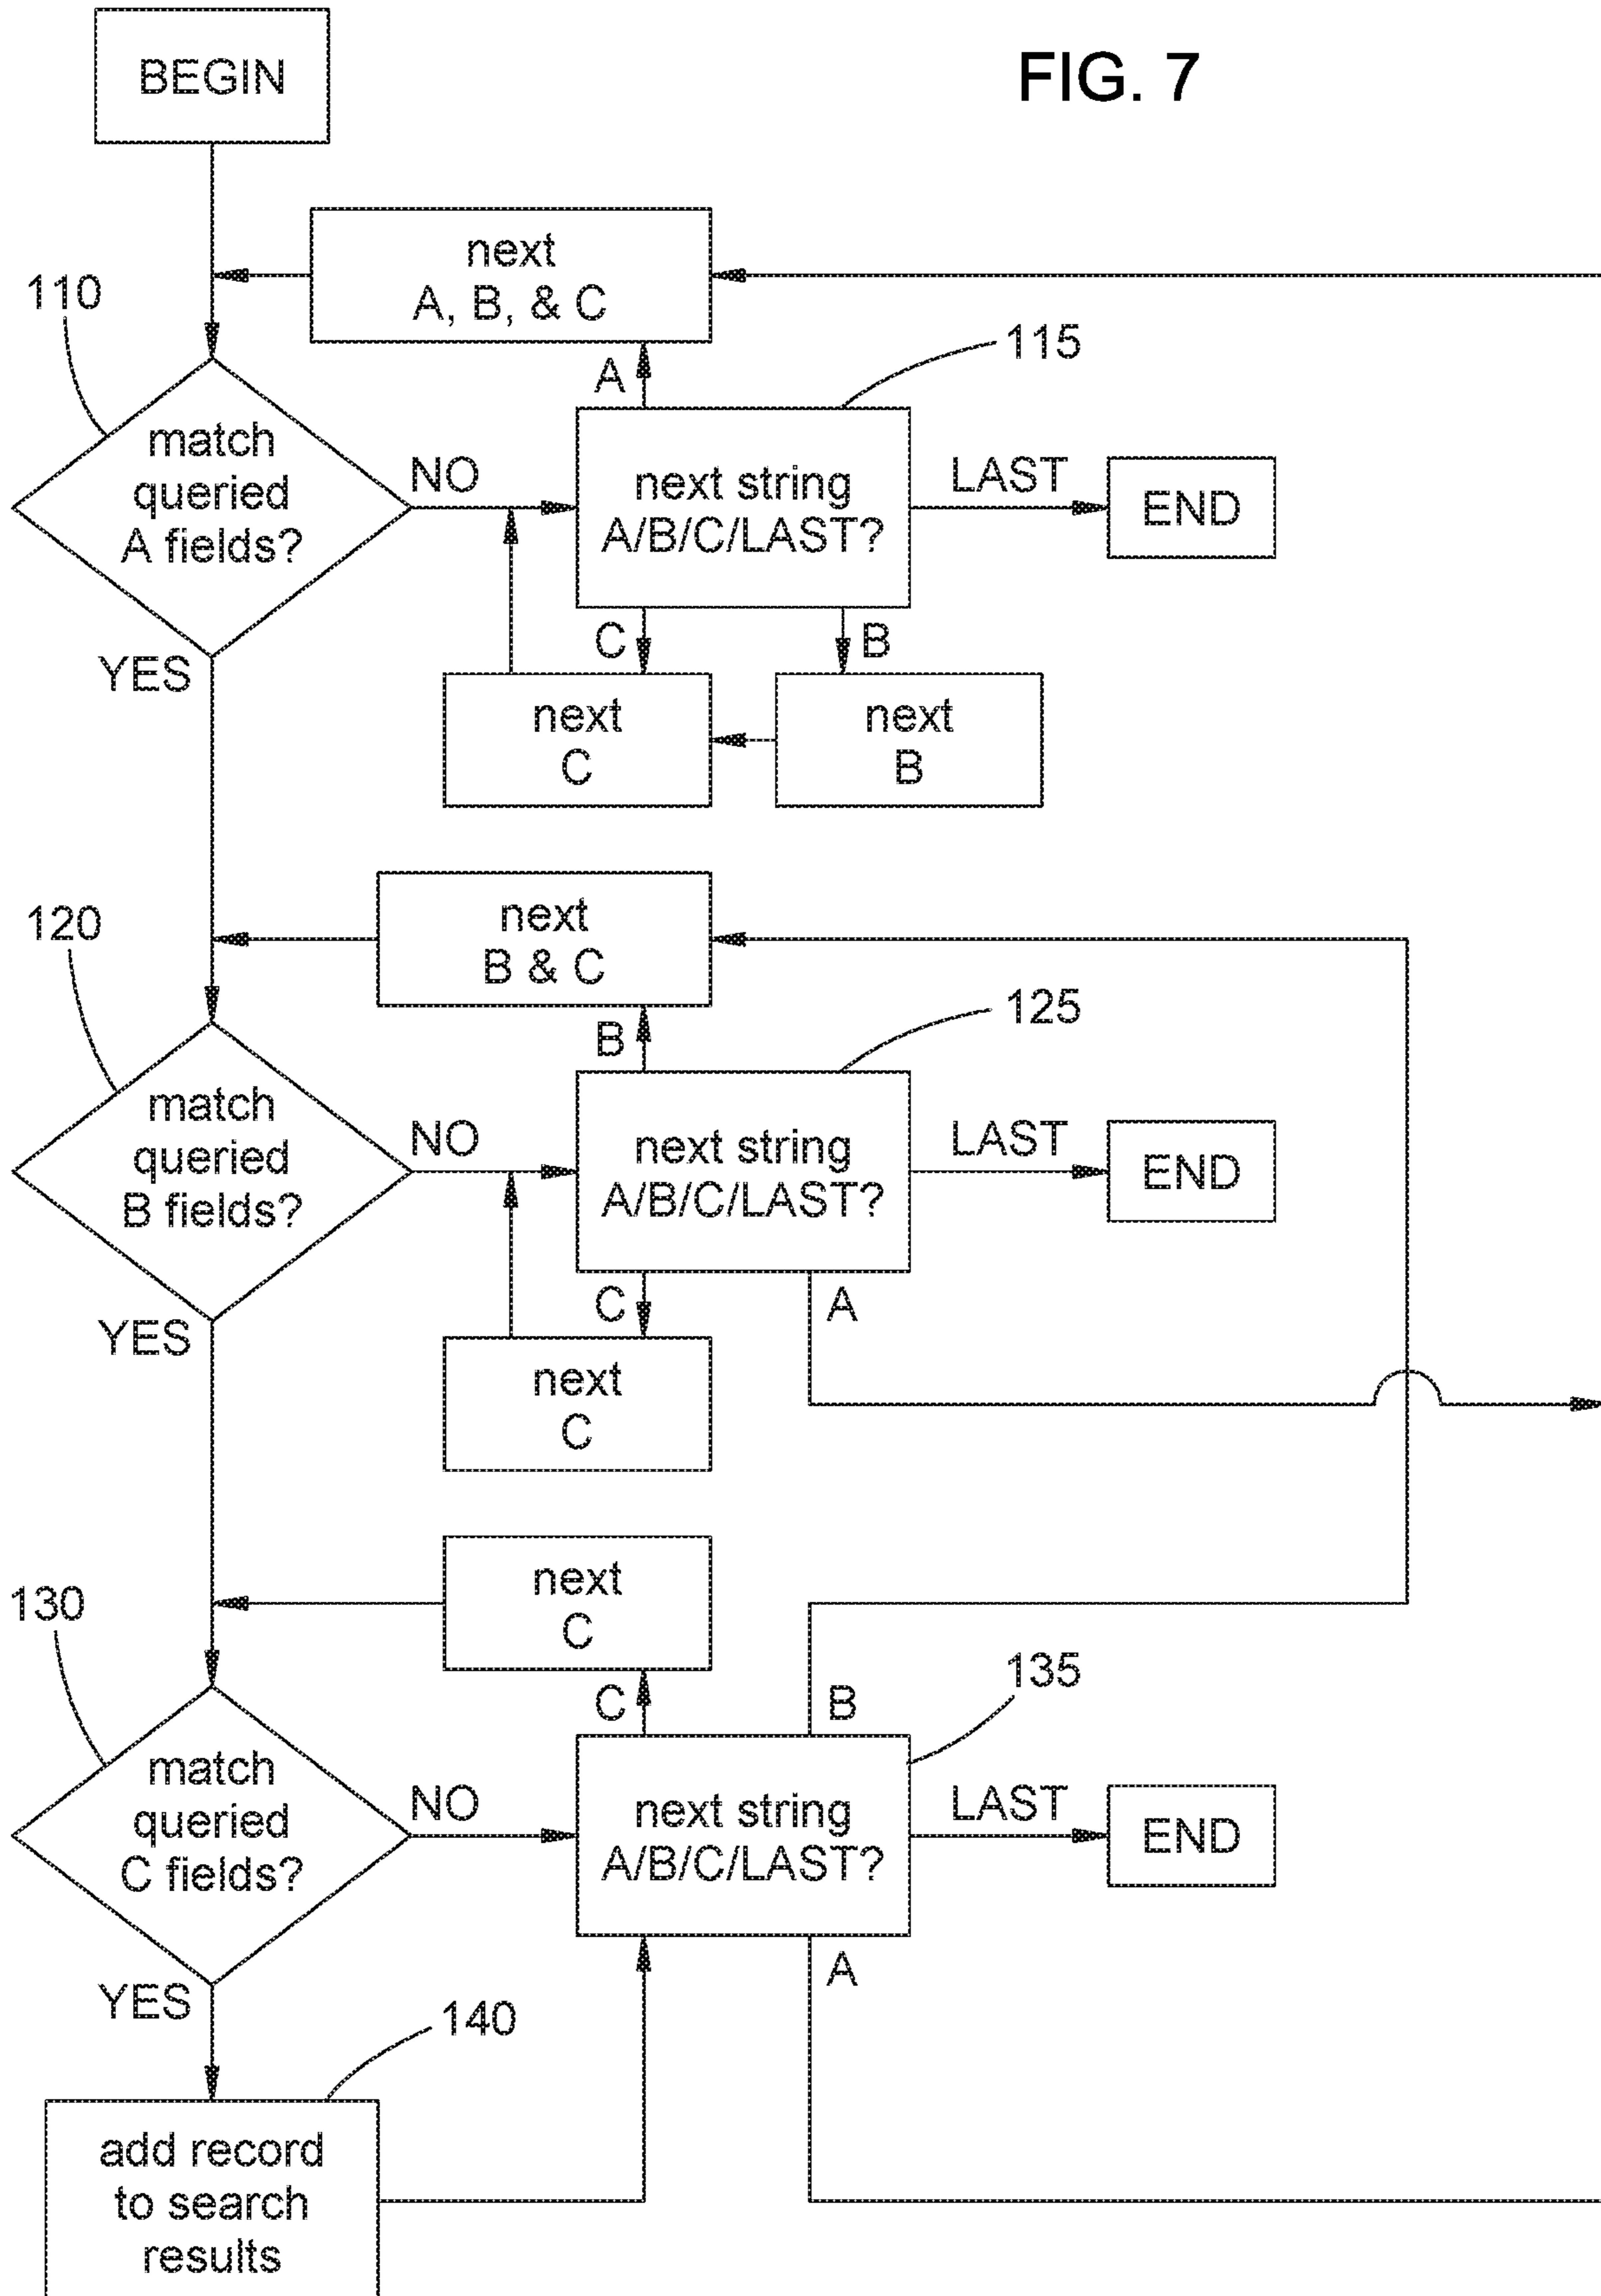 BEGIN
FIG. 7
next
A, B, & C
110
115
A
match
queried
A fields?
NO
next string
A/B/C/LAST?
LAST
END
YES
C
B
next
C
next
B
120
next
B & C
125
B
match
queried
B fields?
NO
next string
A/B/C/LAST?
LAST
END
YES
C
A
next
C
130
next
C
135
C
B
match
queried
C fields?
NO
next string
A/B/C/LAST?
LAST
END
YES
A
140
add record
to search
results